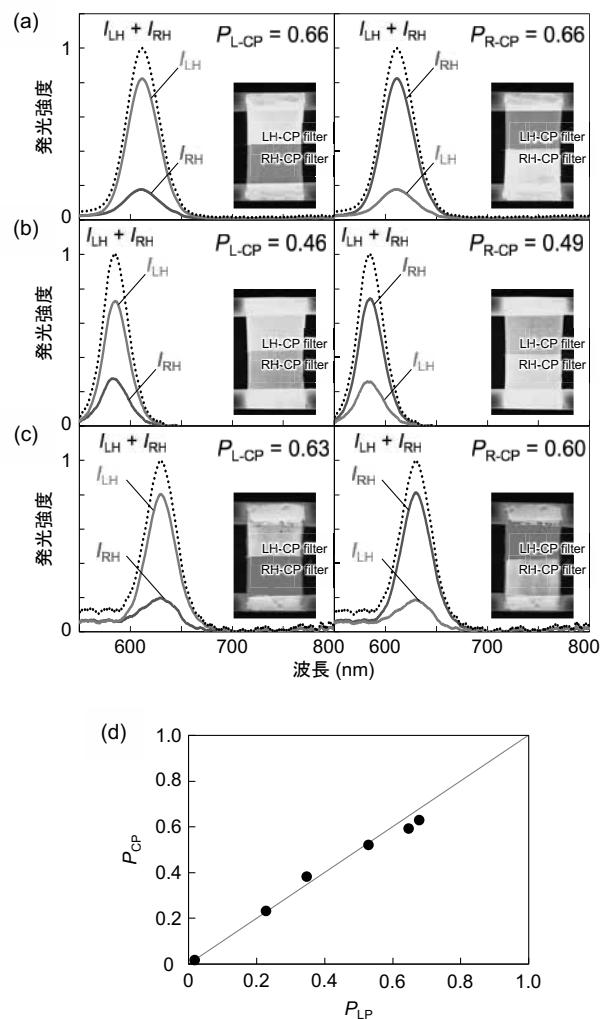 (a)
I_LH + I_RH
P_L-CP = 0.66
I_LH
I_RH
LH-CP filter
RH-CP filter
I_LH + I_RH
P_R-CP = 0.66
I_RH
I_LH
LH-CP filter
RH-CP filter
発光強度
1
0
(b)
I_LH + I_RH
P_L-CP = 0.46
I_LH
I_RH
LH-CP filter
RH-CP filter
I_LH + I_RH
P_R-CP = 0.49
I_RH
I_LH
LH-CP filter
RH-CP filter
発光強度
1
0
(c)
I_LH + I_RH
P_L-CP = 0.63
I_LH
I_RH
LH-CP filter
RH-CP filter
I_LH + I_RH
P_R-CP = 0.60
I_RH
I_LH
LH-CP filter
RH-CP filter
発光強度
1
0
600 700 800 600 700 800
波長 (nm)
(d)
1.0
0.8
0.6
0.4
0.2
0
P_CP
0 0.2 0.4 0.6 0.8 1.0
P_LP